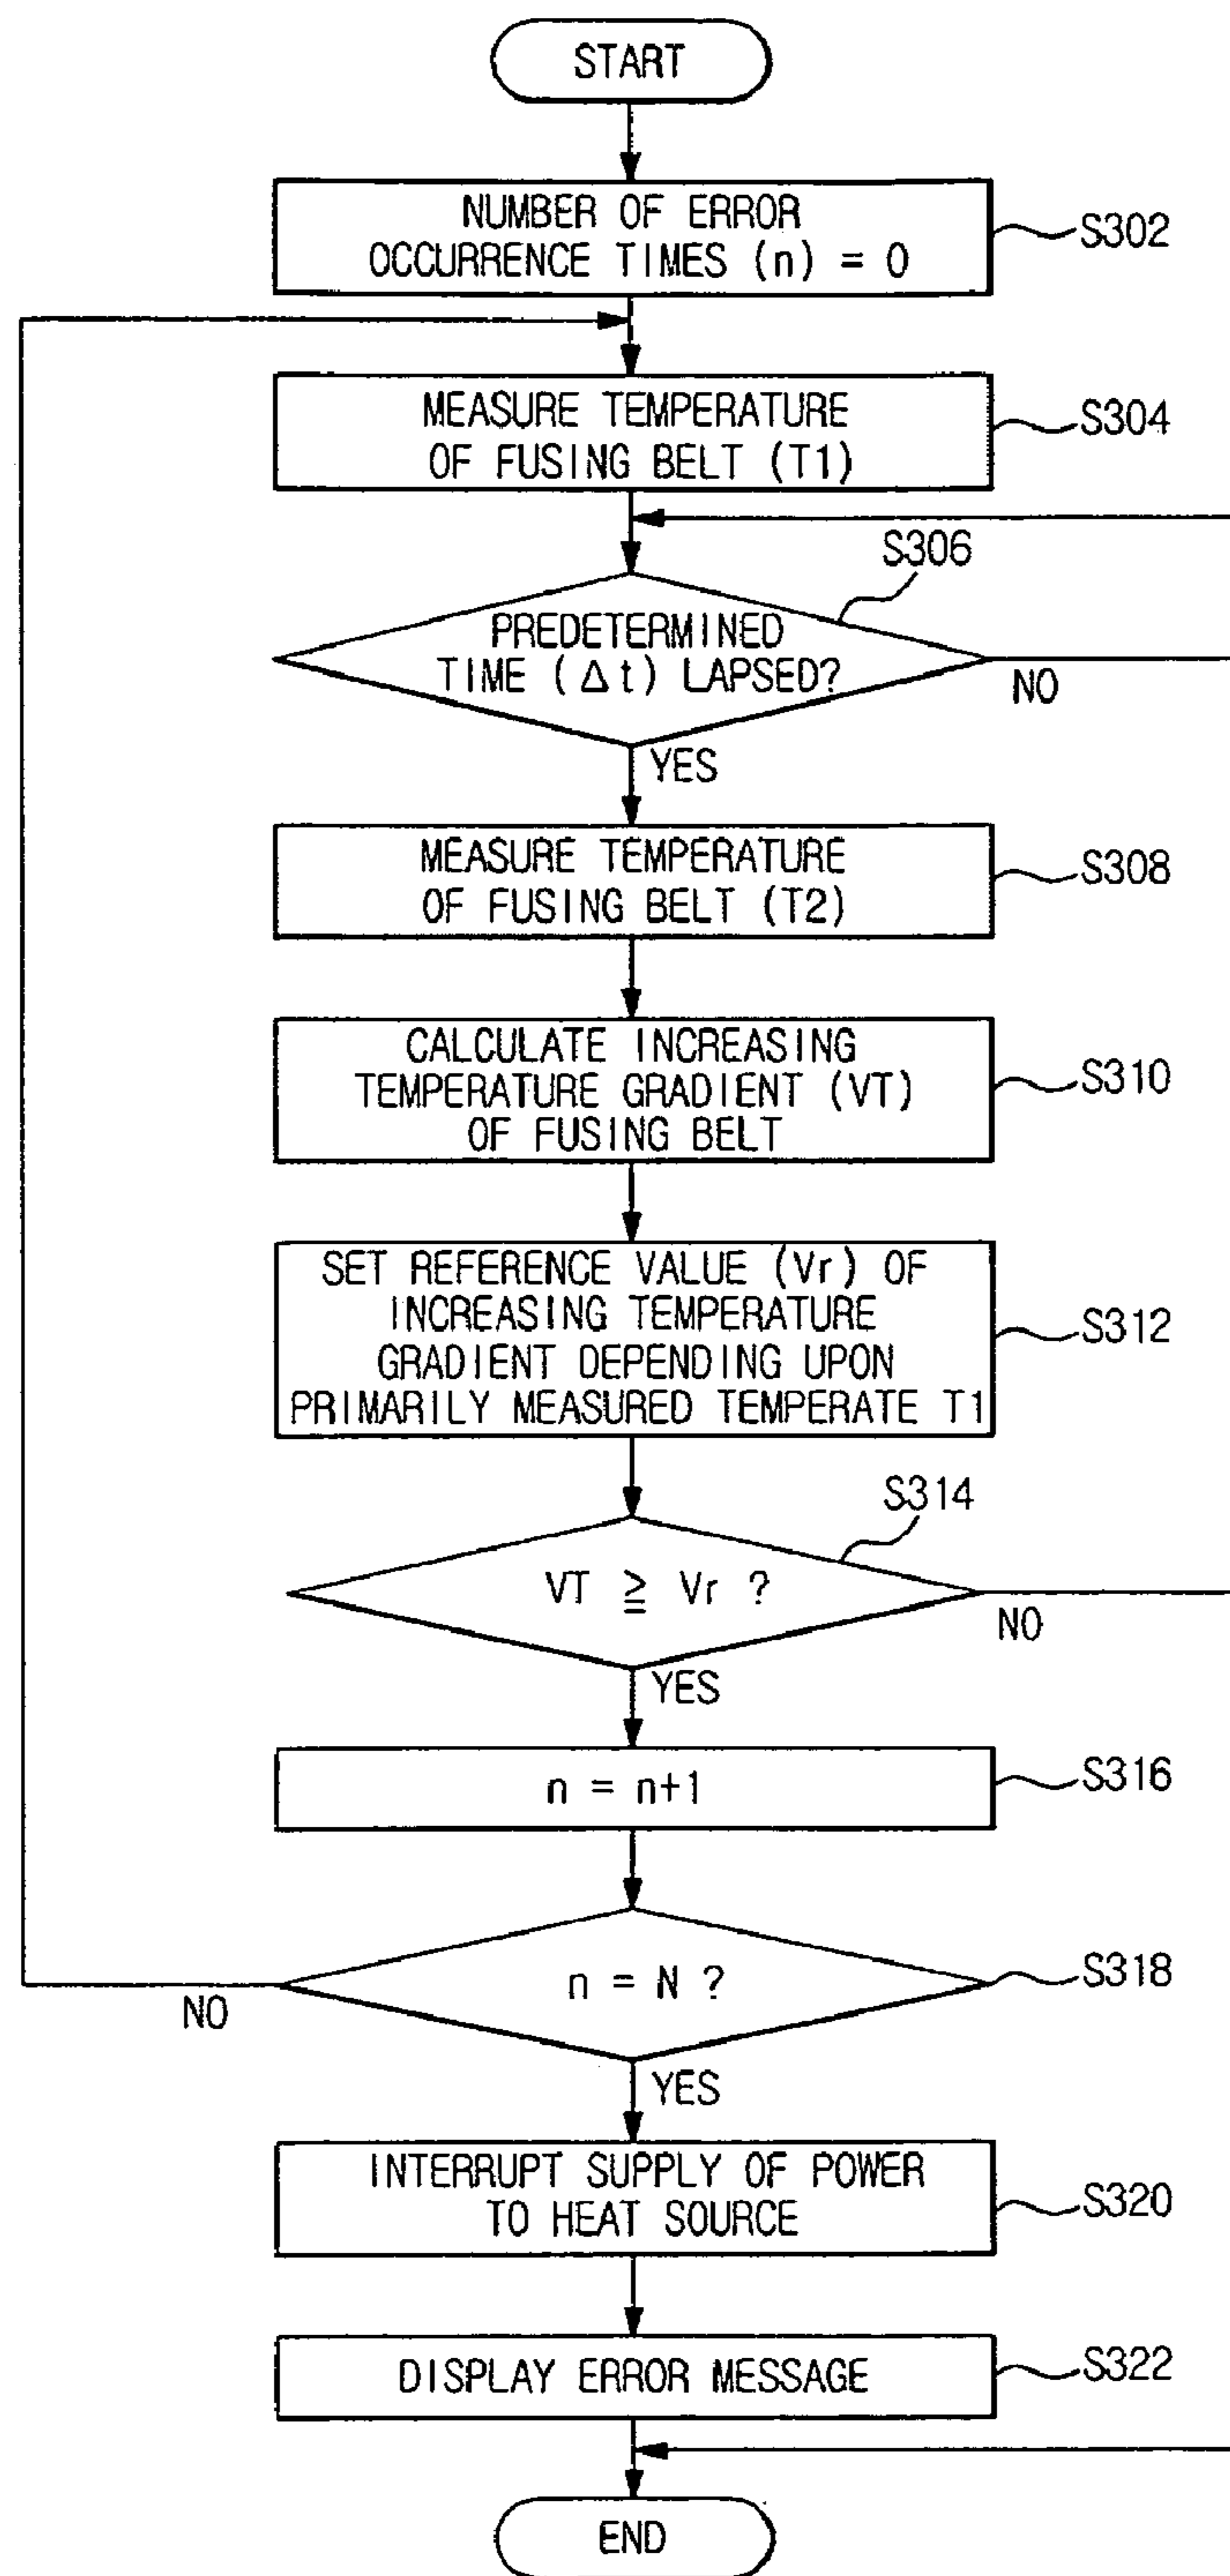 START
NUMBER OF ERROR
OCCURRENCE TIMES (n) = 0
S302
MEASURE TEMPERATURE
OF FUSING BELT (T1)
S304
S306
PREDETERMINED
TIME (Δt) LAPSED?
NO
YES
MEASURE TEMPERATURE
OF FUSING BELT (T2)
S308
CALCULATE INCREASING
TEMPERATURE GRADIENT (VT)
OF FUSING BELT
S310
SET REFERENCE VALUE (Vr) OF
INCREASING TEMPERATURE
GRADIENT DEPENDING UPON
PRIMARILY MEASURED TEMPERATE T1
S312
S314
VT ≧ Vr ?
NO
YES
n = n+1
S316
n = N ?
S318
NO
YES
INTERRUPT SUPPLY OF POWER
TO HEAT SOURCE
S320
DISPLAY ERROR MESSAGE
S322
END